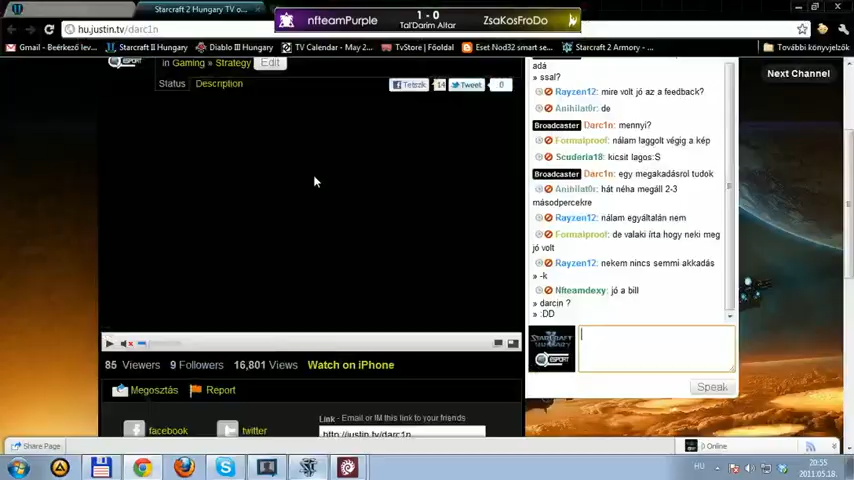 Starcraft 2 Hungary TV o...
1 - 0
nfteamPurple
ZsaKosFroDo
Tal'Darim Altar
hu.justin.tv/darc1n
Gmail - Beérkező lev... Starcraft II Hungary Diablo III Hungary TV Calendar - May 2... TvStore | Főoldal Eset Nod32 smart se... Starcraft 2 Armory - ... További könyvjelzők
in Gaming » Strategy Edit
Status Description
Tetszik 14 Tweet 0
Next Channel
adá
» ssal?
Rayzen12: mire volt jó az a feedback?
Anihilat0r: de
Broadcaster Darc1n: mennyi?
Formalproof: nálam laggolt végig a kép
Scuderia18: kicsit lagos:S
Broadcaster Darc1n: egy megakadásrol tudok
Anihilat0r: hát néha megáll 2-3
másodpercekre
Rayzen12: nálam egyáltalán nem
Formalproof: de valaki írta hogy neki meg
jó volt
Rayzen12: nekem nincs semmi akkadás
» -k
Nfteamdexy: jó a bill
» darcin ?
» :DD
STARCRAFT
HUNGARY
ESPORT
Speak
85 Viewers 9 Followers 16,801 Views Watch on iPhone
Megosztás Report
Link - Email or IM this link to your friends
facebook twitter http://justin.tv/darc1n
Share Page
Online
HU
20:55
2011.05.18.